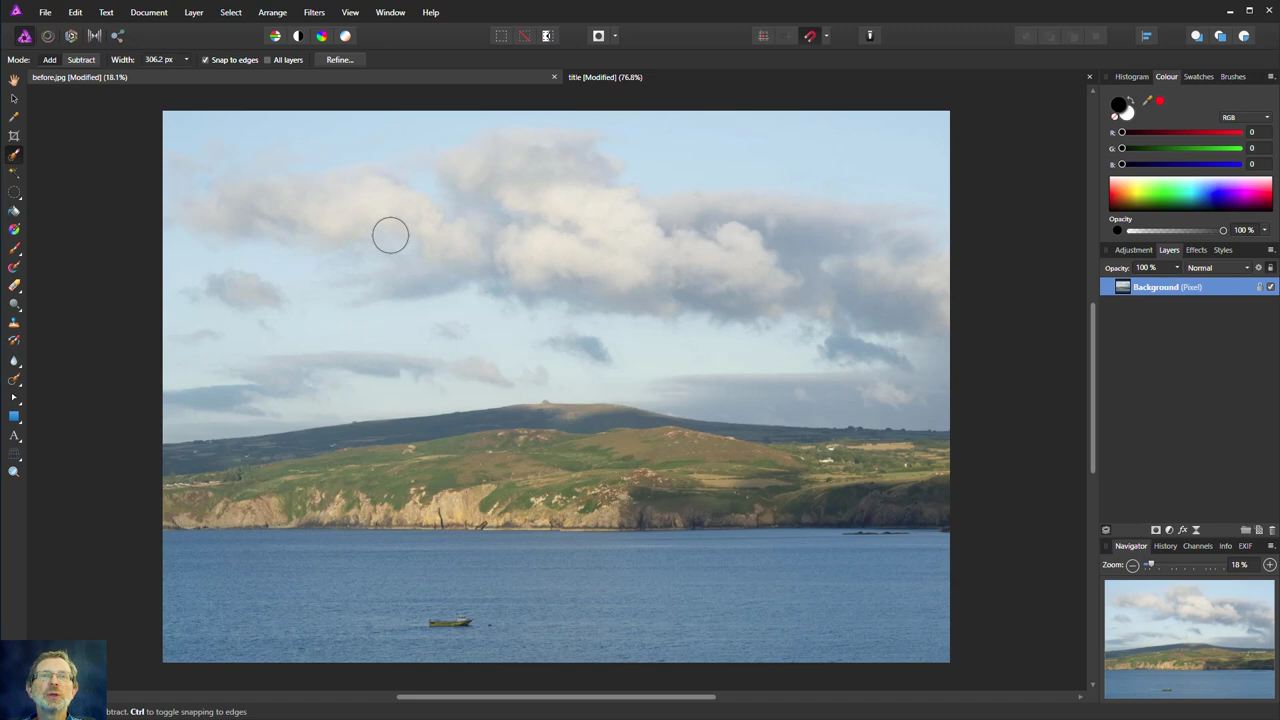 File Edit Text Document Layer Select Arrange Filters View Window Help
Mode: Add Subtract Width: 306.2 px Snap to edges All layers Refine...
before.jpg [Modified] (18.1%)
title [Modified] (76.8%)
Histogram Colour Swatches Brushes
RGB
R: 0
G: 0
B: 0
Opacity
100 %
Adjustment Layers Effects Styles
Opacity: 100 % Normal
Background (Pixel)
Navigator History Channels Info EXIF
Zoom: 18 %
btract. Ctrl to toggle snapping to edges